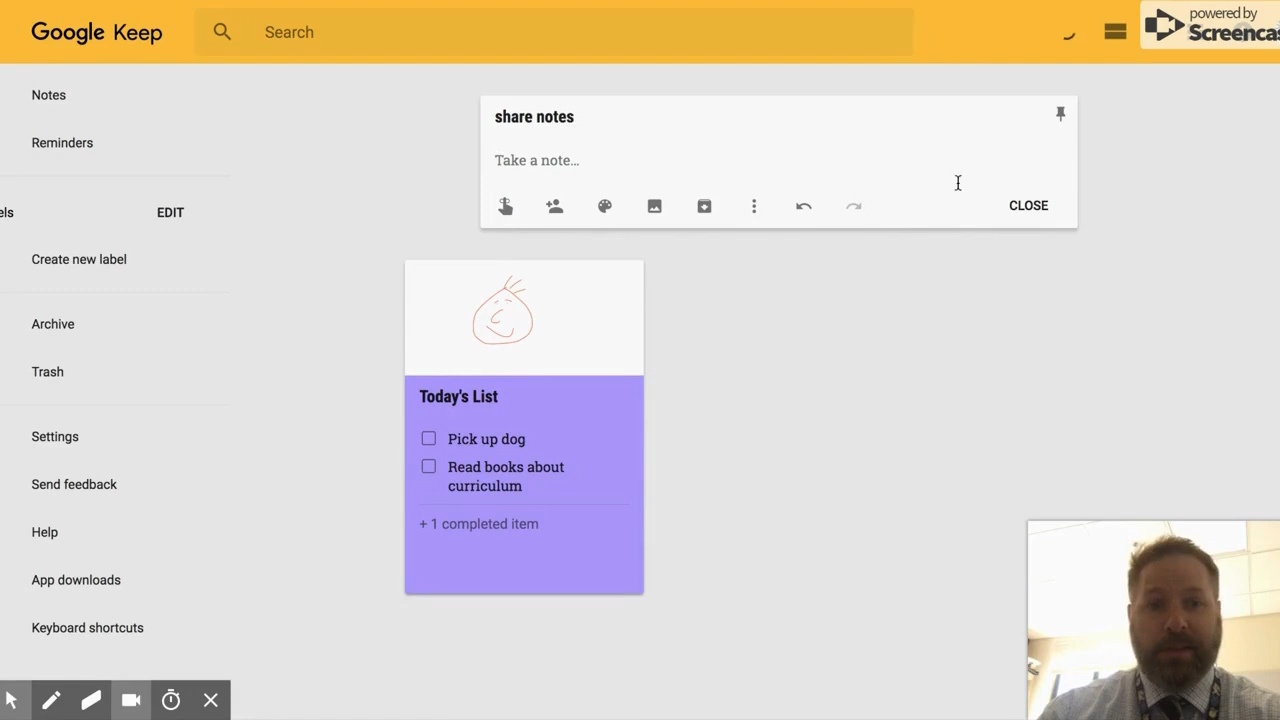 Google Keep
Search
powered by
Screencas
Notes
Reminders
els
EDIT
Create new label
Archive
Trash
Settings
Send feedback
Help
App downloads
Keyboard shortcuts
share notes
Take a note...
CLOSE
Today's List
Pick up dog
Read books about
curriculum
+ 1 completed item